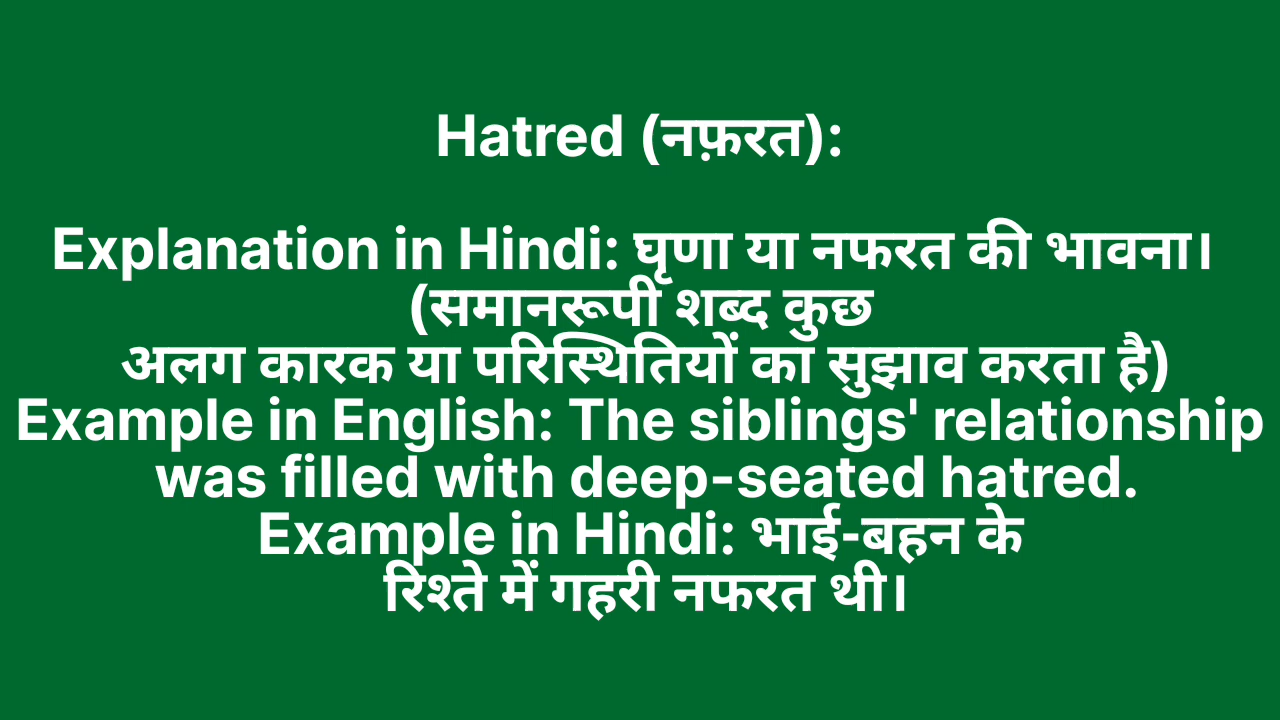 Hatred (नफ़रत):
Explanation in Hindi: घृणा या नफरत की भावना।
(समानरूपी शब्द कुछ
अलग कारक या परिस्थितियों का सुझाव करता है)
Example in English: The siblings' relationship
was filled with deep-seated hatred.
Example in Hindi: भाई-बहन के
रिश्ते में गहरी नफरत थी।